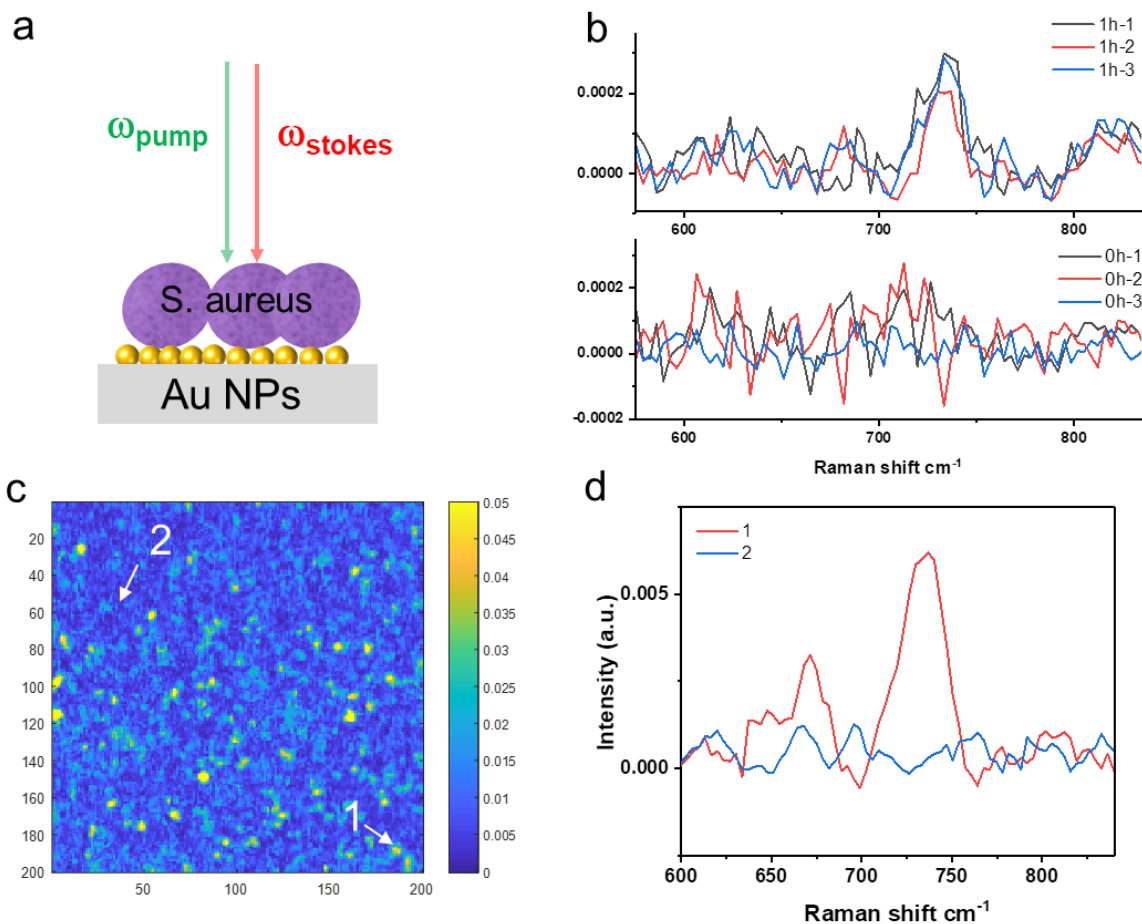 a
ωpump
ωstokes
S. aureus
Au NPs
b
1h-1
1h-2
1h-3
0.0002
0.0000
600
700
800
0h-1
0h-2
0h-3
0.0002
0.0000
-0.0002
600
700
800
Raman shift cm-1
c
20
40
60
80
100
120
140
160
180
200
50
100
150
200
2
1
0.05
0.045
0.04
0.035
0.03
0.025
0.02
0.015
0.01
0.005
0
d
1
2
Intensity (a.u.)
0.005
0.000
600
650
700
750
800
Raman shift cm-1